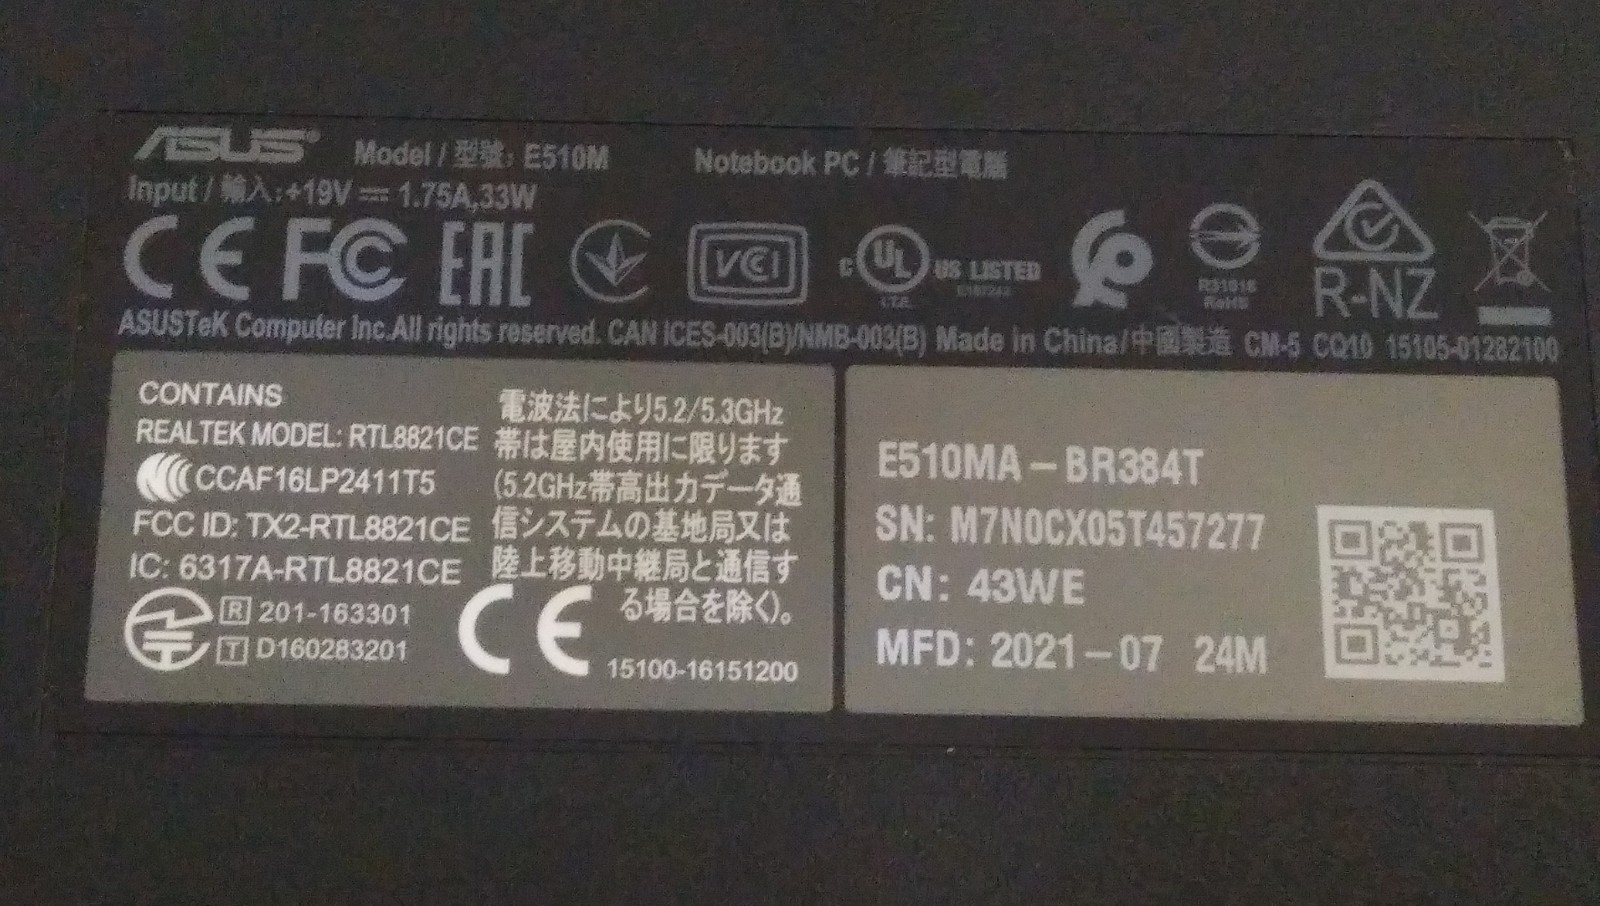 ASUS Model / 型號: E510M Notebook PC / 筆記型電腦
Input / 輸入:+19V ⎓ 1.75A,33W
CE FC EAC VCI C UL US LISTED
I.T.E. R31018
RoHS R-NZ
ASUSTeK Computer Inc.All rights reserved. CAN ICES-003(B)/NMB-003(B) Made in China/中國製造 CM-5 CQ10 15105-01282100
CONTAINS
REALTEK MODEL: RTL8821CE
CCAF16LP2411T5
FCC ID: TX2-RTL8821CE
IC: 6317A-RTL8821CE
R 201-163301
T D160283201
電波法により5.2/5.3GHz
帯は屋内使用に限ります
(5.2GHz帯高出力データ通
信システムの基地局又は
陸上移動中継局と通信す
る場合を除く)。
CE 15100-16151200
E510MA-BR384T
SN: M7N0CX05T457277
CN: 43WE
MFD: 2021-07 24M